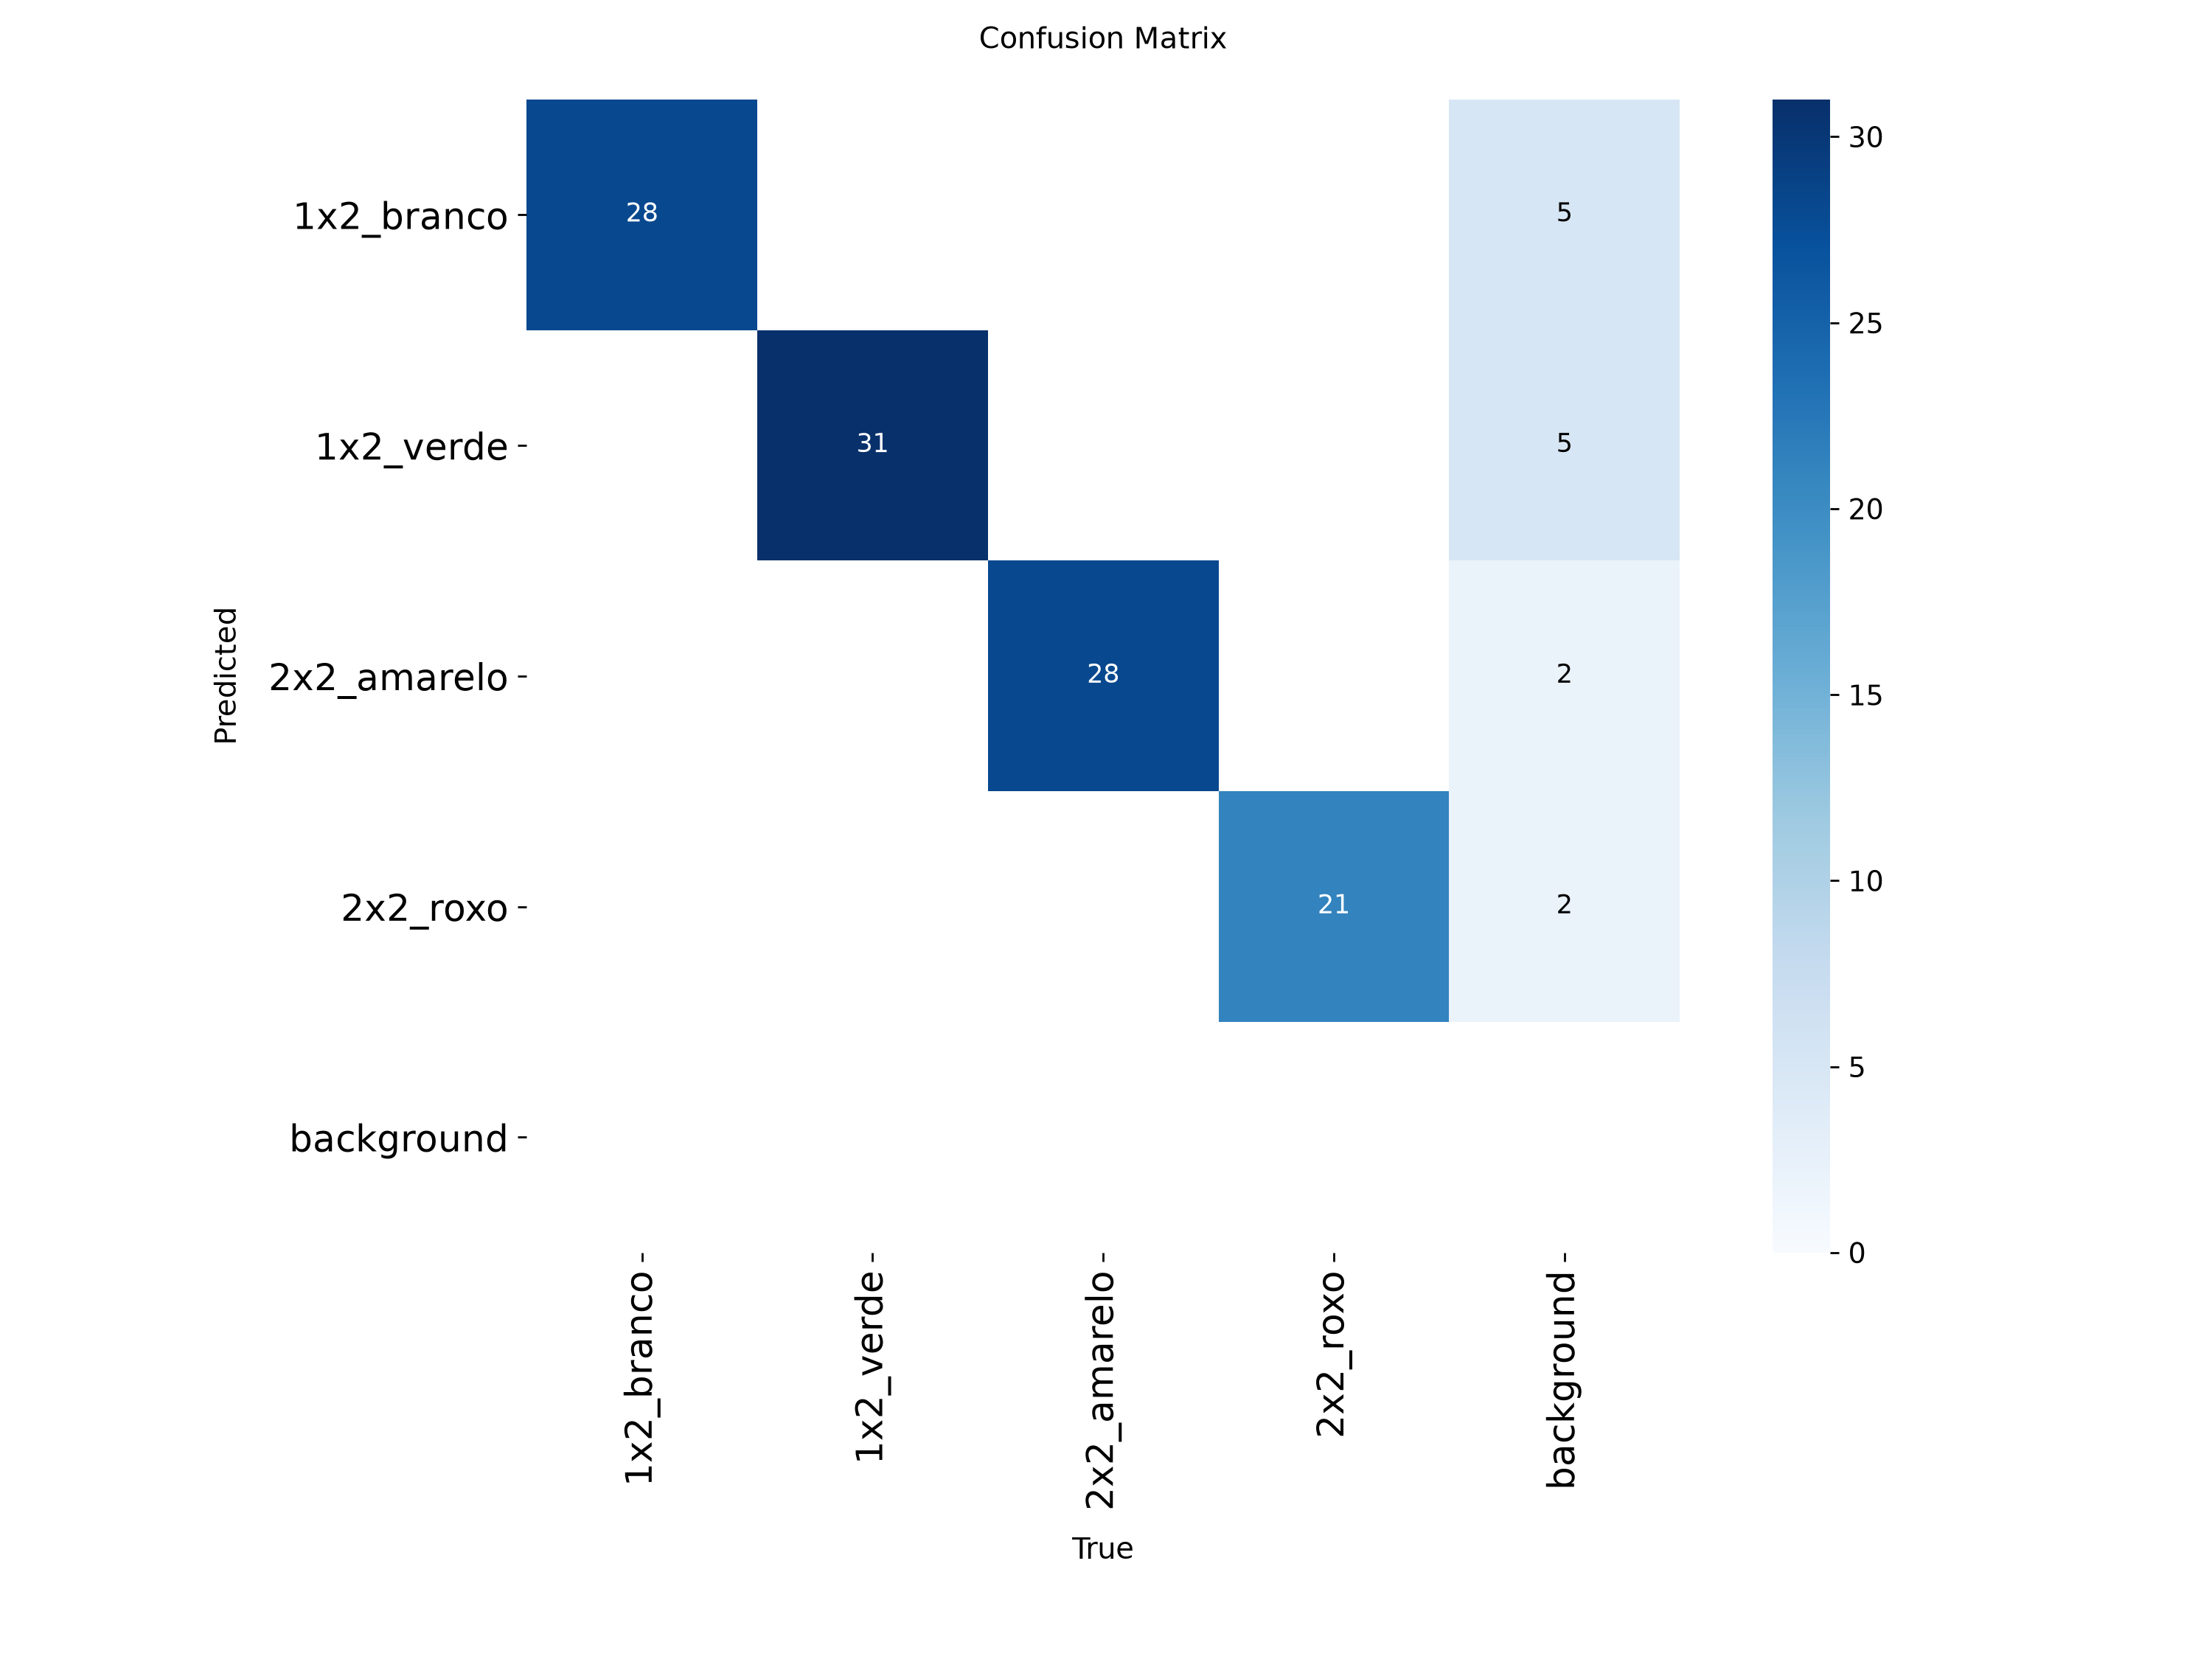 Confusion Matrix
Predicted
1x2_branco
1x2_verde
2x2_amarelo
2x2_roxo
background
28
5
31
5
28
2
21
2
1x2_branco
1x2_verde
2x2_amarelo
2x2_roxo
background
True
30
25
20
15
10
5
0